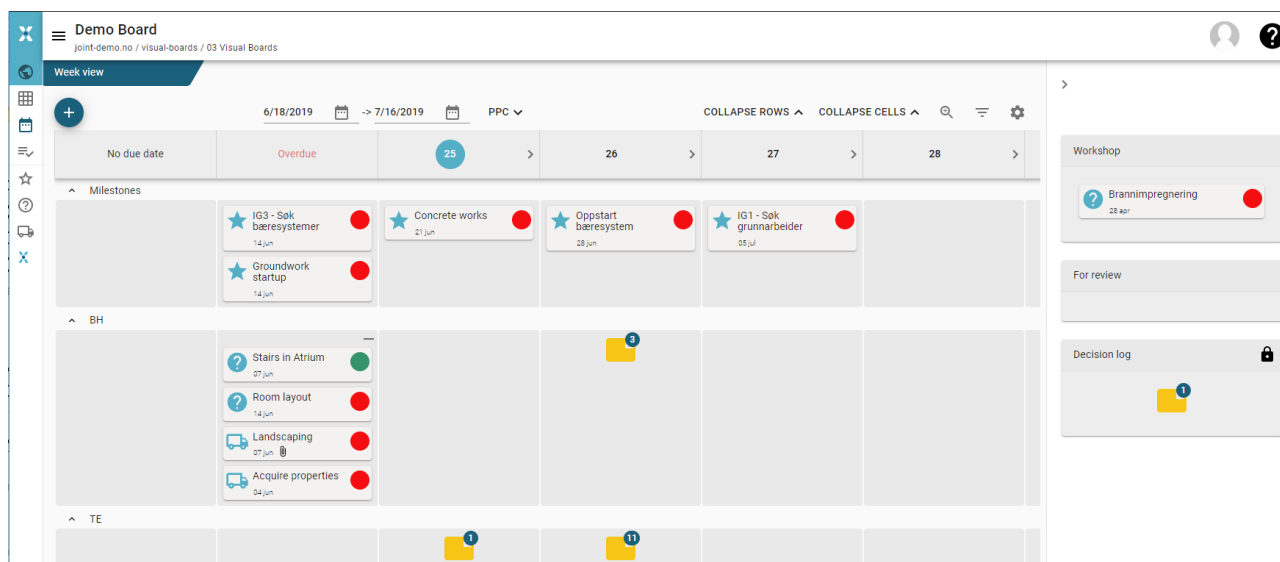 Demo Board
joint-demo.no / visual-boards / 03 Visual Boards
Week view
6/18/2019 -> 7/16/2019 PPC COLLAPSE ROWS COLLAPSE CELLS
No due date Overdue 25 26 27 28
Milestones
IG3 - Søk
bæresystemer
14 jun
Groundwork
startup
14 jun
Concrete works
21 jun
Oppstart
bæresystem
28 jun
IG1 - Søk
grunnarbeider
05 jul
BH
Stairs in Atrium
07 jun
Room layout
14 jun
Landscaping
07 jun
Acquire properties
04 jun
3
TE
1
11
Workshop
Brannimpregnering
28 apr
For review
Decision log
1